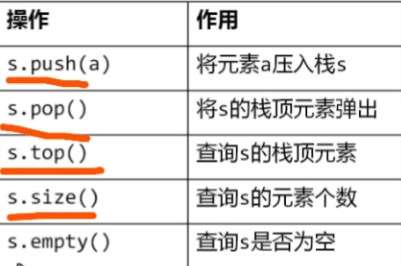 操作 作用
s.push(a) 将元素a压入栈s
s.pop() 将s的栈顶元素弹出
s.top() 查询s的栈顶元素
s.size() 查询s的元素个数
s.empty() 查询s是否为空